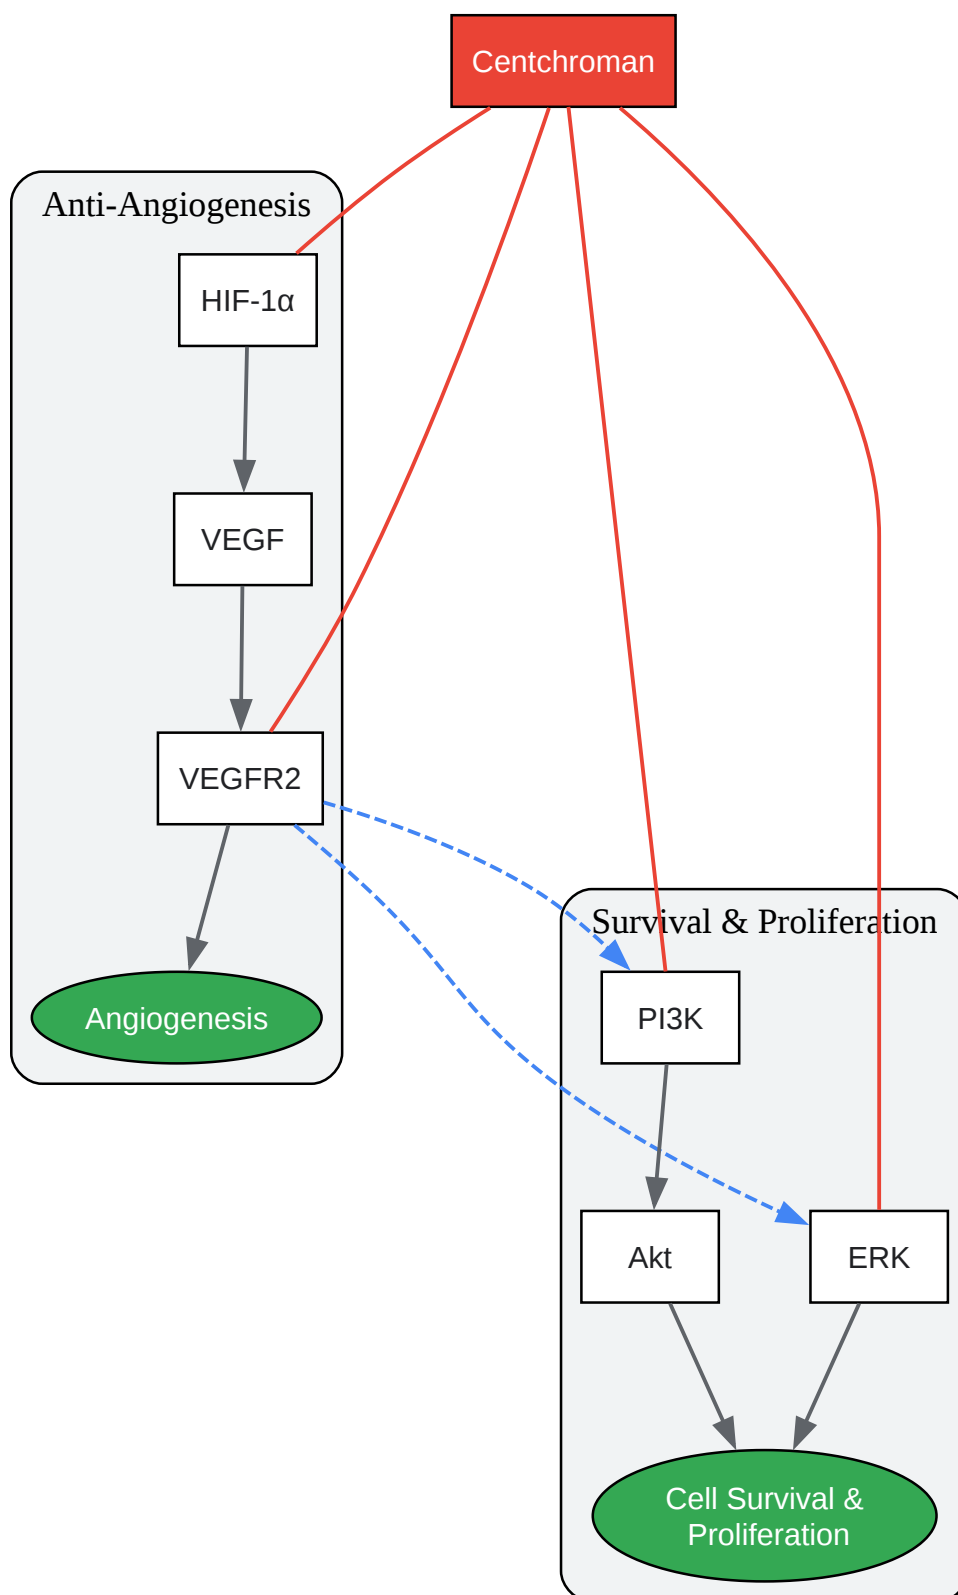 Centchroman
Anti-Angiogenesis
HIF-1α
VEGF
VEGFR2
Angiogenesis
Survival & Proliferation
PI3K
Akt
ERK
Cell Survival &
Proliferation